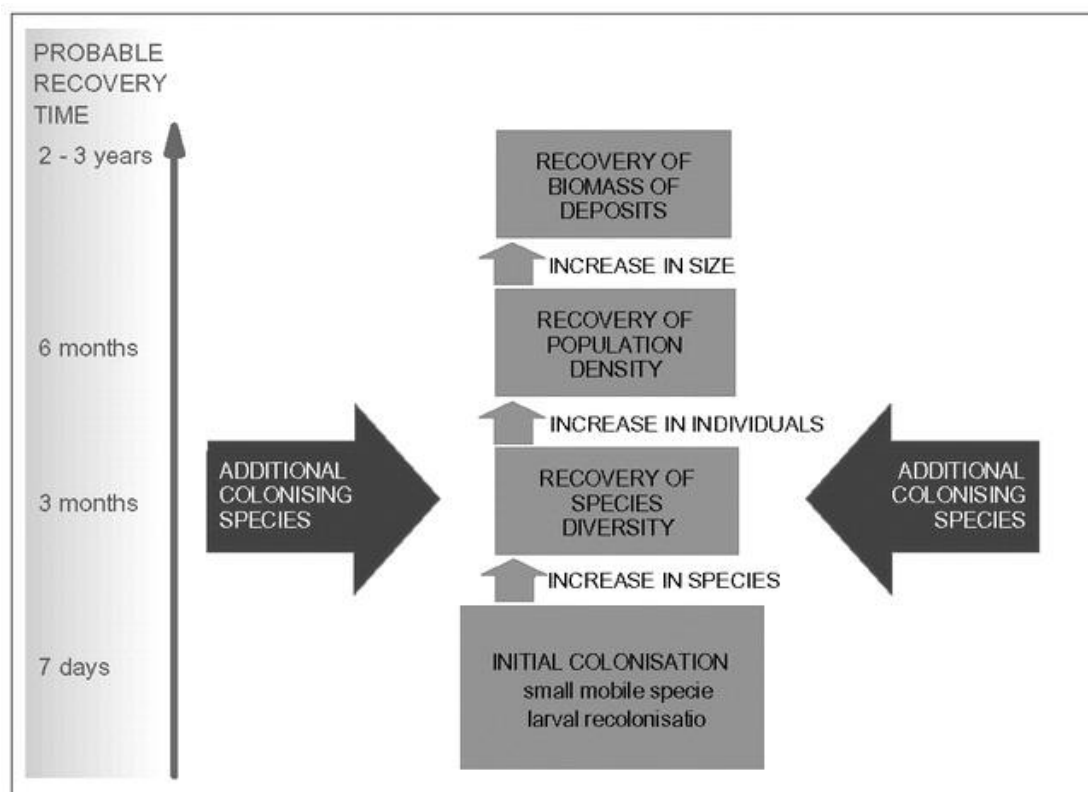 PROBABLE
RECOVERY
TIME
2 - 3 years
6 months
3 months
7 days
RECOVERY OF
BIOMASS OF
DEPOSITS
INCREASE IN SIZE
RECOVERY OF
POPULATION
DENSITY
INCREASE IN INDIVIDUALS
ADDITIONAL
COLONISING
SPECIES
RECOVERY OF
SPECIES
DIVERSITY
ADDITIONAL
COLONISING
SPECIES
INCREASE IN SPECIES
INITIAL COLONISATION
small mobile specie
larval recolonisatio